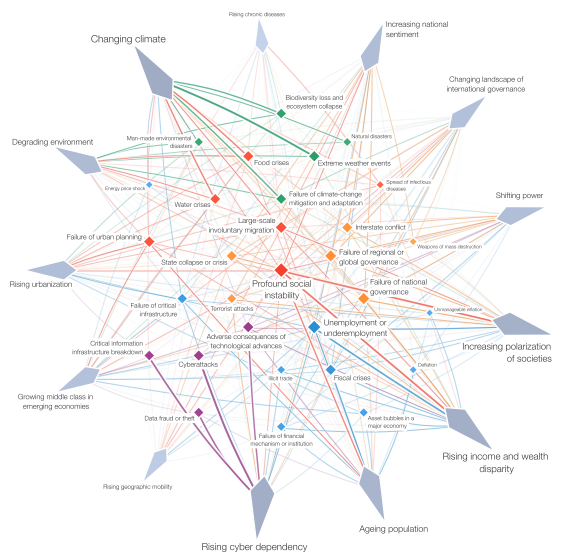 Rising chronic diseases
Increasing national
sentiment
Changing climate
Changing landscape of
international governance
Biodiversity loss and
ecosystem collapse
Degrading environment
Man-made environmental
disasters
Natural disasters
Food crises
Extreme weather events
Energy price shock
Spread of infectious
diseases
Water crises
Failure of climate-change
mitigation and adaptation
Shifting power
Large-scale
involuntary migration
Interstate conflict
Failure of urban planning
Weapons of mass destruction
State collapse or crisis
Failure of regional or
global governance
Rising urbanization
Profound social
instability
Failure of national
governance
Failure of critical
infrastructure
Terrorist attacks
Unmanageable inflation
Adverse consequences of
technological advances
Unemployment or
underemployment
Increasing polarization
of societies
Critical information
infrastructure breakdown
Cyberattacks
Illicit trade
Fiscal crises
Deflation
Growing middle class in
emerging economies
Data fraud or theft
Asset bubbles in a
major economy
Failure of financial
mechanism or institution
Rising income and wealth
disparity
Rising geographic mobility
Ageing population
Rising cyber dependency